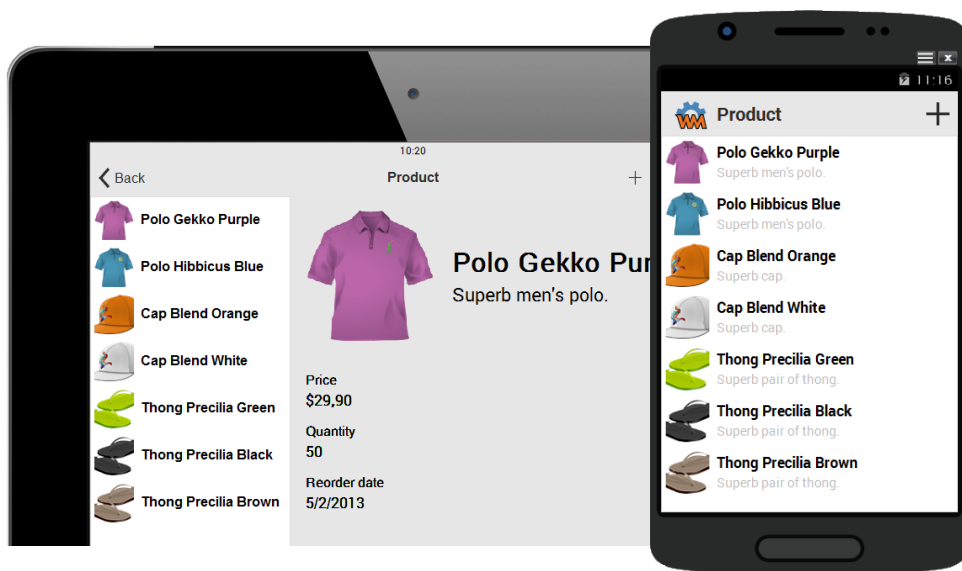 10:20
Back
Product
+
Polo Gekko Purple
Polo Hibbicus Blue
Cap Blend Orange
Cap Blend White
Thong Precilia Green
Thong Precilia Black
Thong Precilia Brown
Polo Gekko Pur
Superb men's polo.
Price
$29,90
Quantity
50
Reorder date
5/2/2013
11:16
WM
Product
+
Polo Gekko Purple
Superb men's polo.
Polo Hibbicus Blue
Superb men's polo.
Cap Blend Orange
Superb cap.
Cap Blend White
Superb cap.
Thong Precilia Green
Superb pair of thong.
Thong Precilia Black
Superb pair of thong.
Thong Precilia Brown
Superb pair of thong.